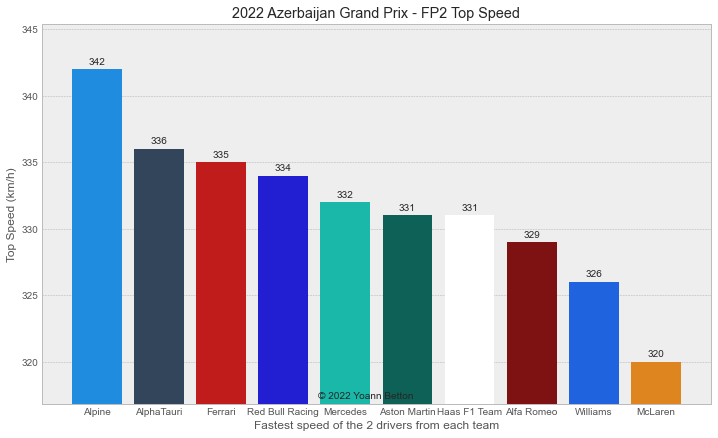 2022 Azerbaijan Grand Prix - FP2 Top Speed
Top Speed (km/h)
345
340
335
330
325
320
342
336
335
334
332
331
331
329
326
320
© 2022 Yoann Betton
Alpine
AlphaTauri
Ferrari
Red Bull Racing
Mercedes
Aston Martin
Haas F1 Team
Alfa Romeo
Williams
McLaren
Fastest speed of the 2 drivers from each team